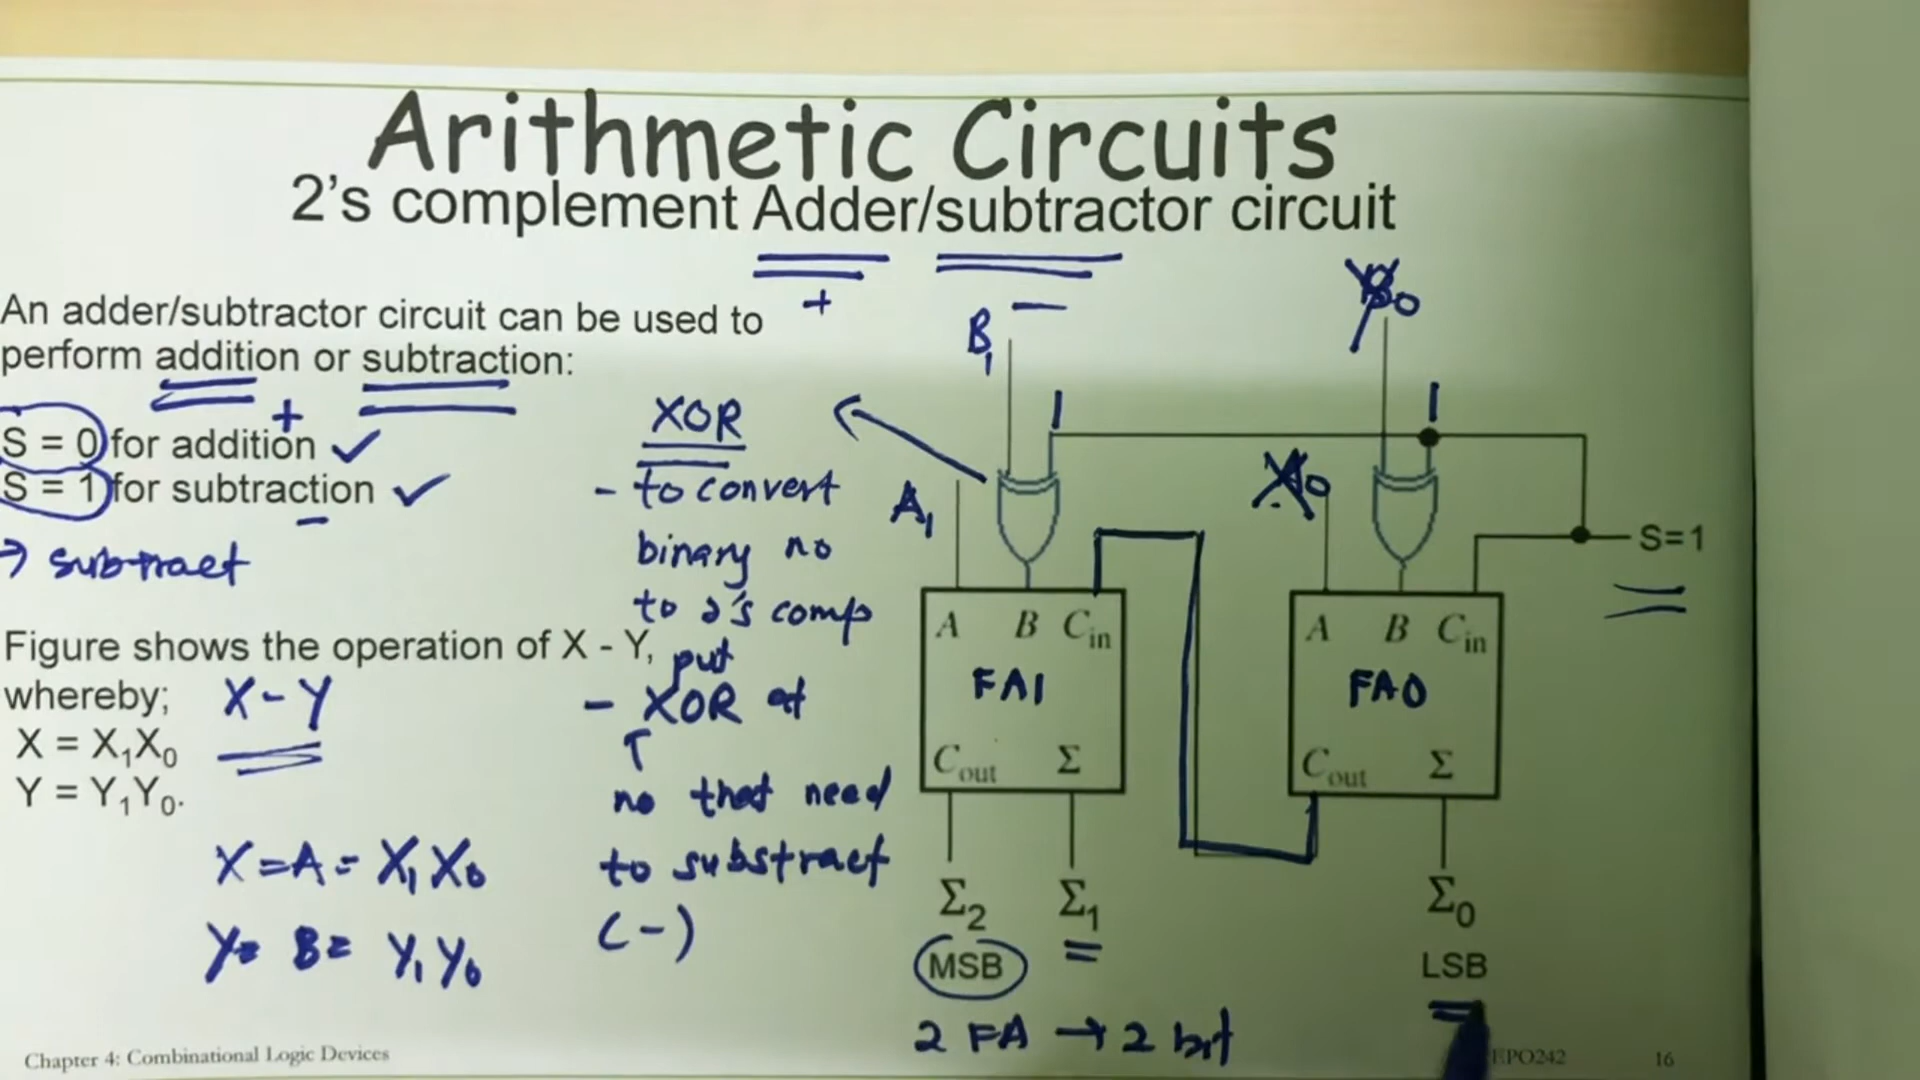 Arithmetic Circuits
2's complement Adder/subtractor circuit
+
−
An adder/subtractor circuit can be used to
perform addition or subtraction:
+
S = 0 for addition ✓
S = 1 for subtraction ✓
−
→ subtract
Figure shows the operation of X - Y,
whereby; X - Y
X = X₁X₀
Y = Y₁Y₀.
X = A = X₁ X₀
Y = B = Y₁ Y₀
XOR
- to convert
binary no
to 2's comp
put
- XOR at
↑
no that need
to substract
(-)
B₁
1
1
A₁
S=1
A B Cin
FA1
Cout Σ
A B Cin
FA0
Cout Σ
Σ₂ Σ₁
Σ₀
MSB
LSB
2 FA → 2 bit
Chapter 4: Combinational Logic Devices
EPO242
16